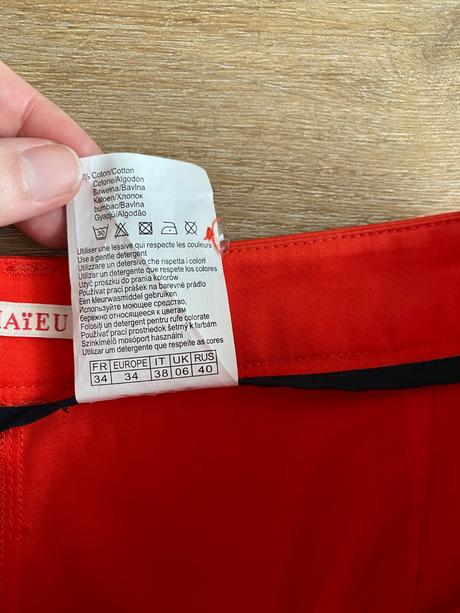 % Coton/Cotton
Cotone/Algodón
Bawełna/Bavlna
Katoen/Хлопок
bumbac/Bavlna
Gyapjú/Algodão
30
Utiliser une lessive qui respecte les couleurs
Use a gentle detergent
Utilizzare un detersivo che rispetta i colori
Utilizar un detergente que respete los colores
Użyć proszku do prania kolorów
Používať prací prášek na barevné prádlo
Een kleurwasmiddel gebruiken
Используйте моющее средство,
бережно относящееся к цветам
Folosiţi un detergent pentru rufe colorate
Používať prací prostriedok šetrný k farbám
Színkímélő mosóport használni
Utilizar um detergente que respeite as cores
AïEU
FR EUROPE IT UK RUS
34 34 38 06 40